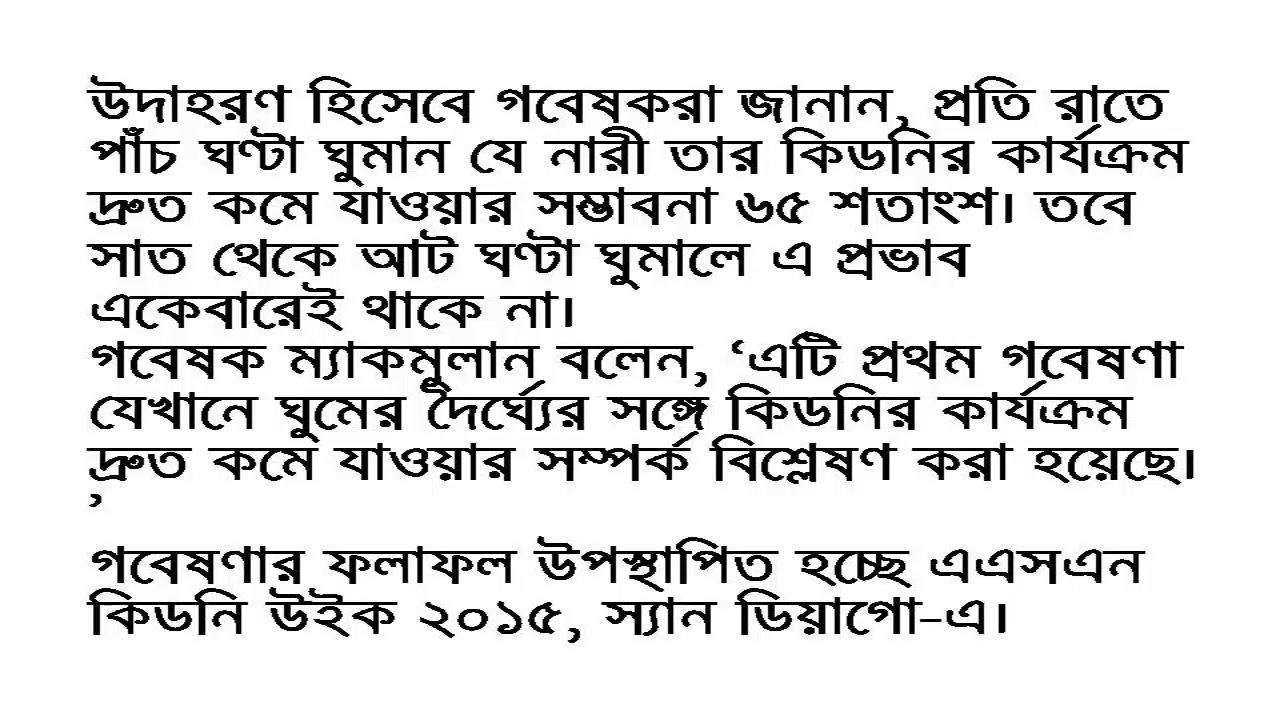 উদাহরণ হিসেবে গবেষকরা জানান, প্রতি রাতে
পাঁচ ঘণ্টা ঘুমান যে নারী তার কিডনির কার্যক্রম
দ্রুত কমে যাওয়ার সম্ভাবনা ৬৫ শতাংশ। তবে
সাত থেকে আট ঘণ্টা ঘুমালে এ প্রভাব
একেবারেই থাকে না।
গবেষক ম্যাকমুলান বলেন, ‘এটি প্রথম গবেষণা
যেখানে ঘুমের দৈর্ঘ্যের সঙ্গে কিডনির কার্যক্রম
দ্রুত কমে যাওয়ার সম্পর্ক বিশ্লেষণ করা হয়েছে।
’
গবেষণার ফলাফল উপস্থাপিত হচ্ছে এএসএন
কিডনি উইক ২০১৫, স্যান ডিয়াগো-এ।